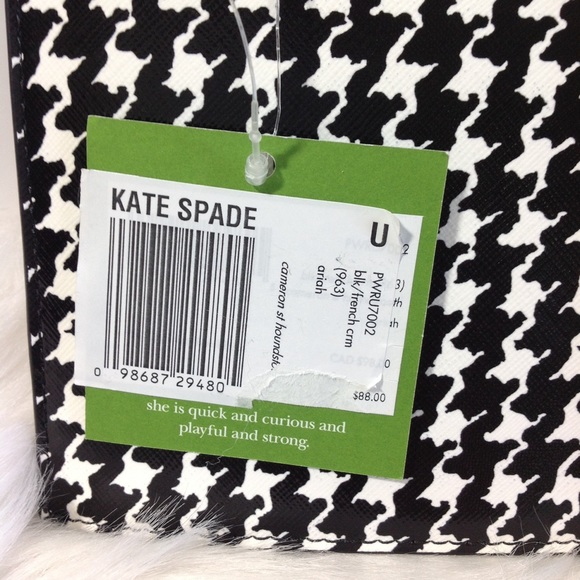 KATE SPADE
U
PWRU7002
blk/french crm
(963)
ariah
cameron st
0 98687 29480
$88.00
she is quick and curious and
playful and strong.